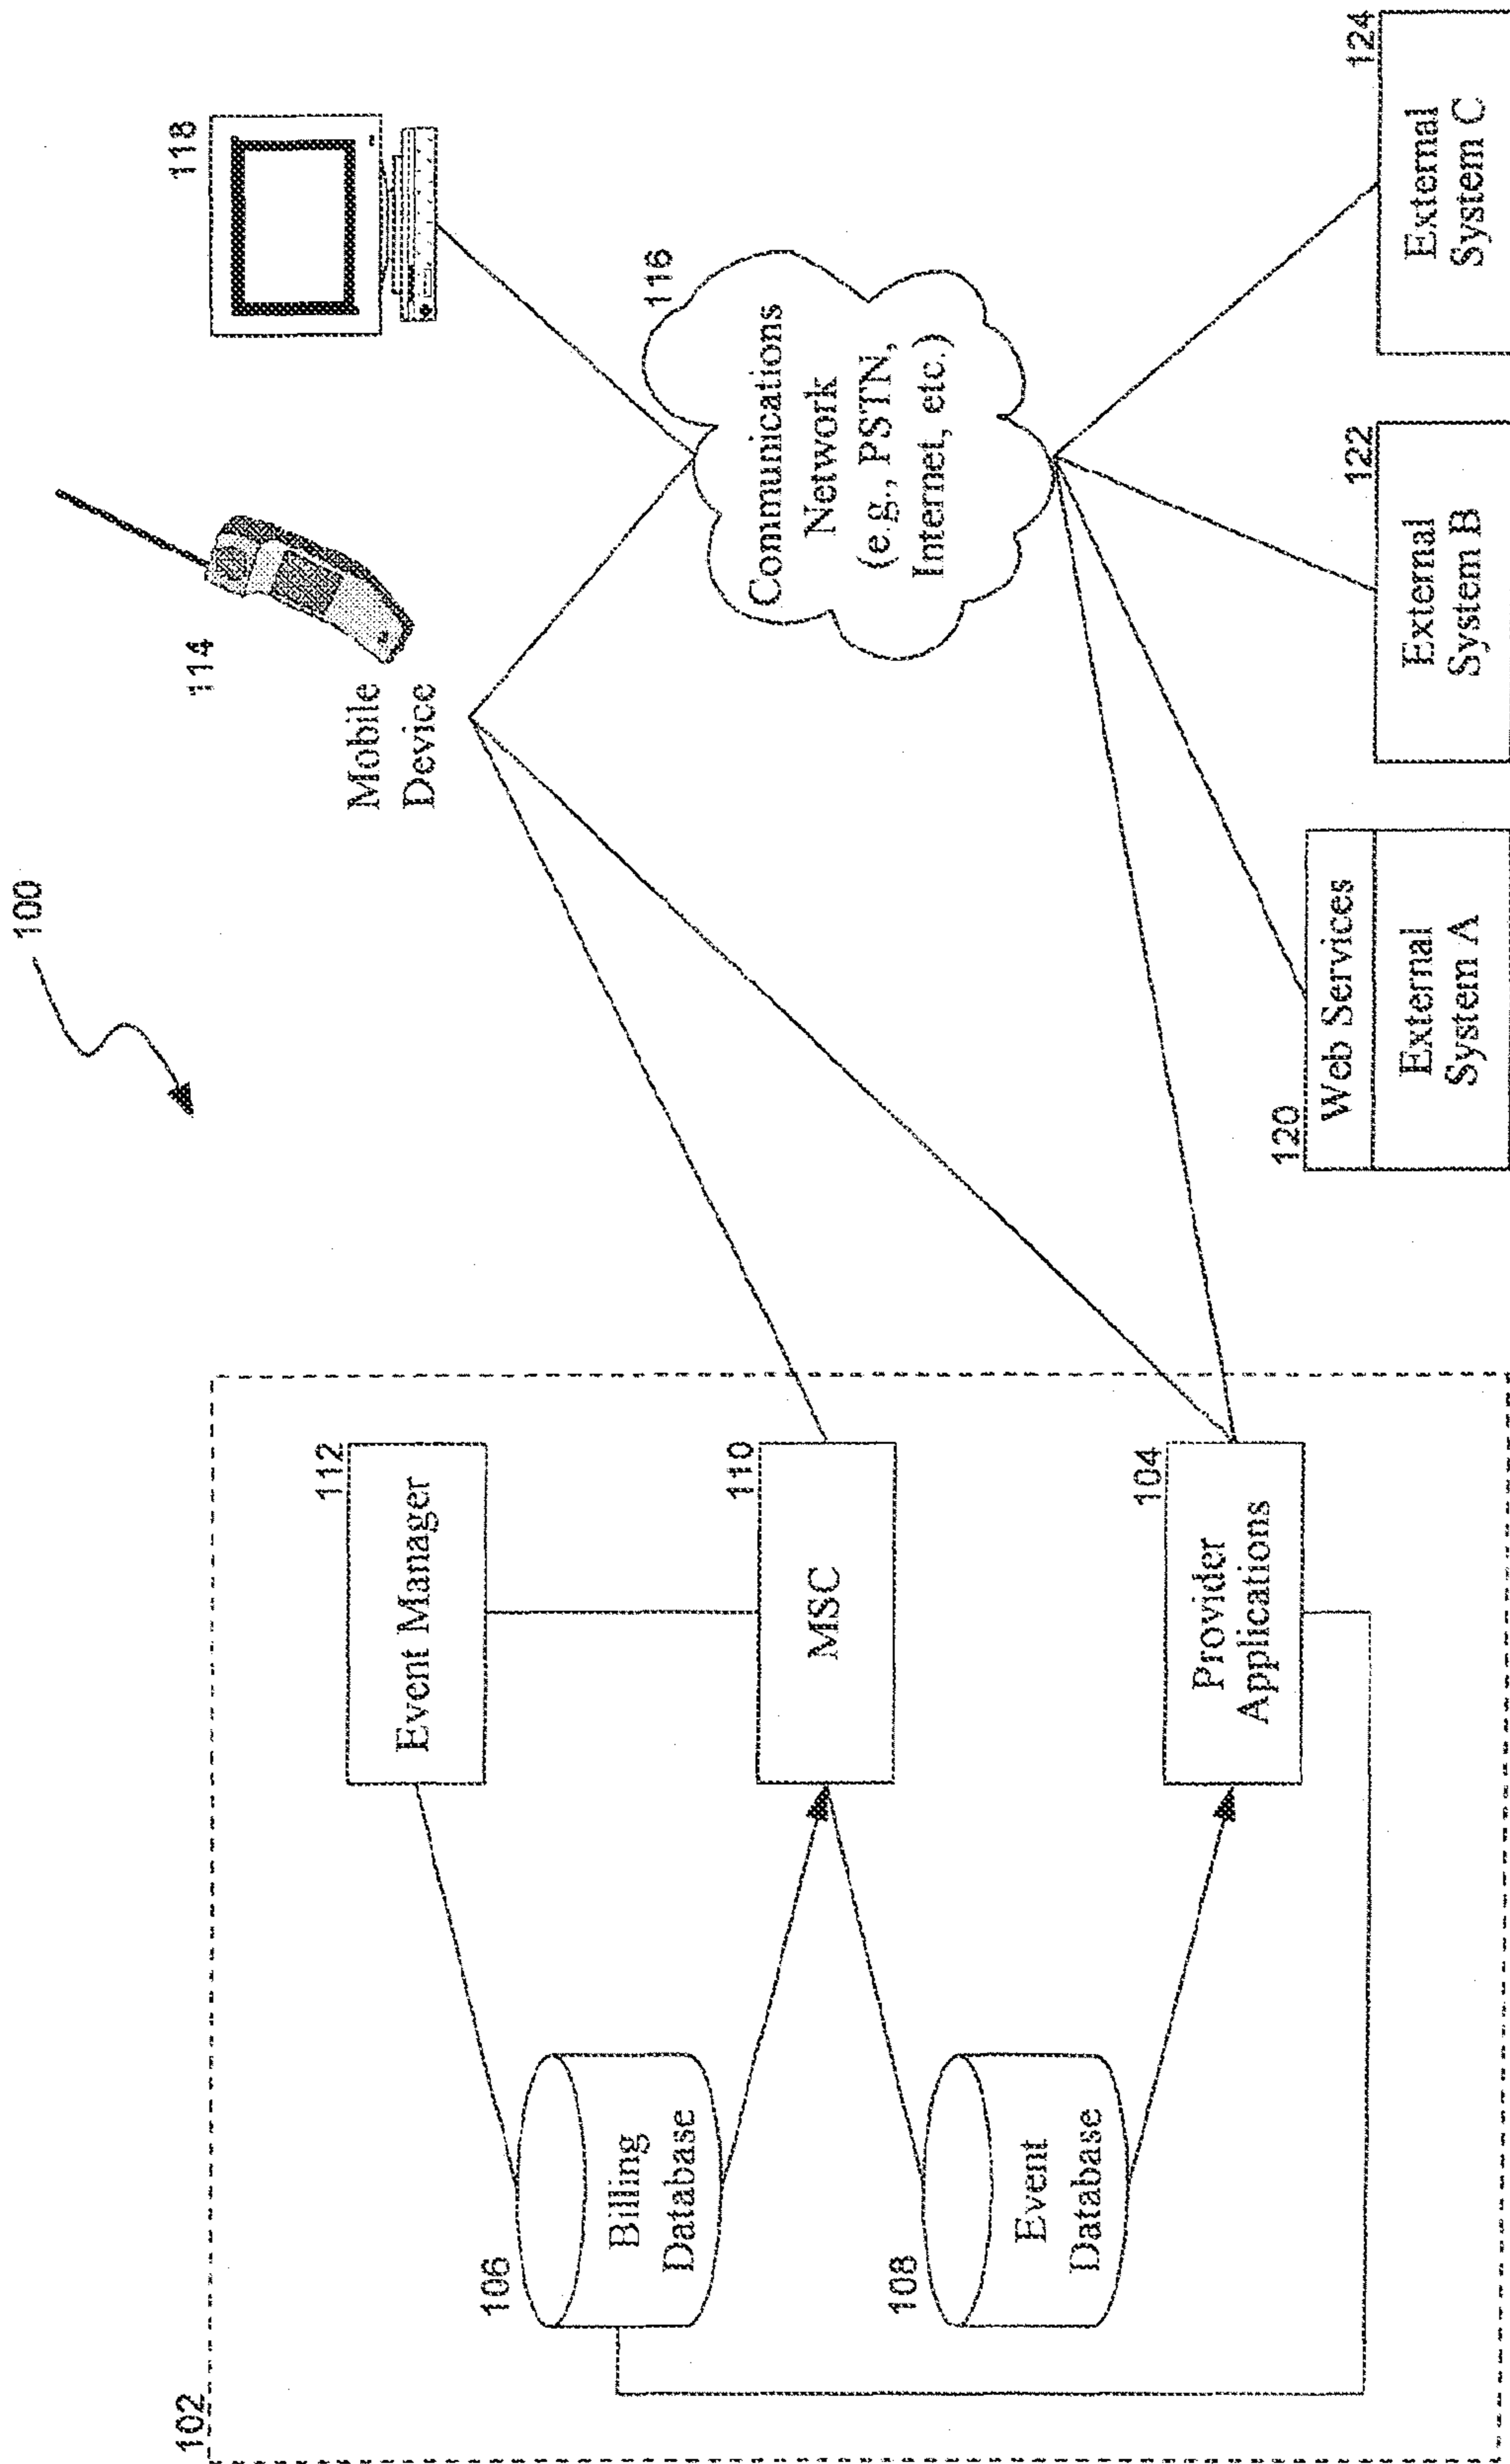 100
102
112
Event Manager
106
Billing
Database
110
MSC
108
Event
Database
104
Provider
Applications
114
Mobile
Device
118
116
Communications
Network
(e.g., PSTN,
Internet, etc.)
120
Web Services
External
System A
122
External
System B
124
External
System C